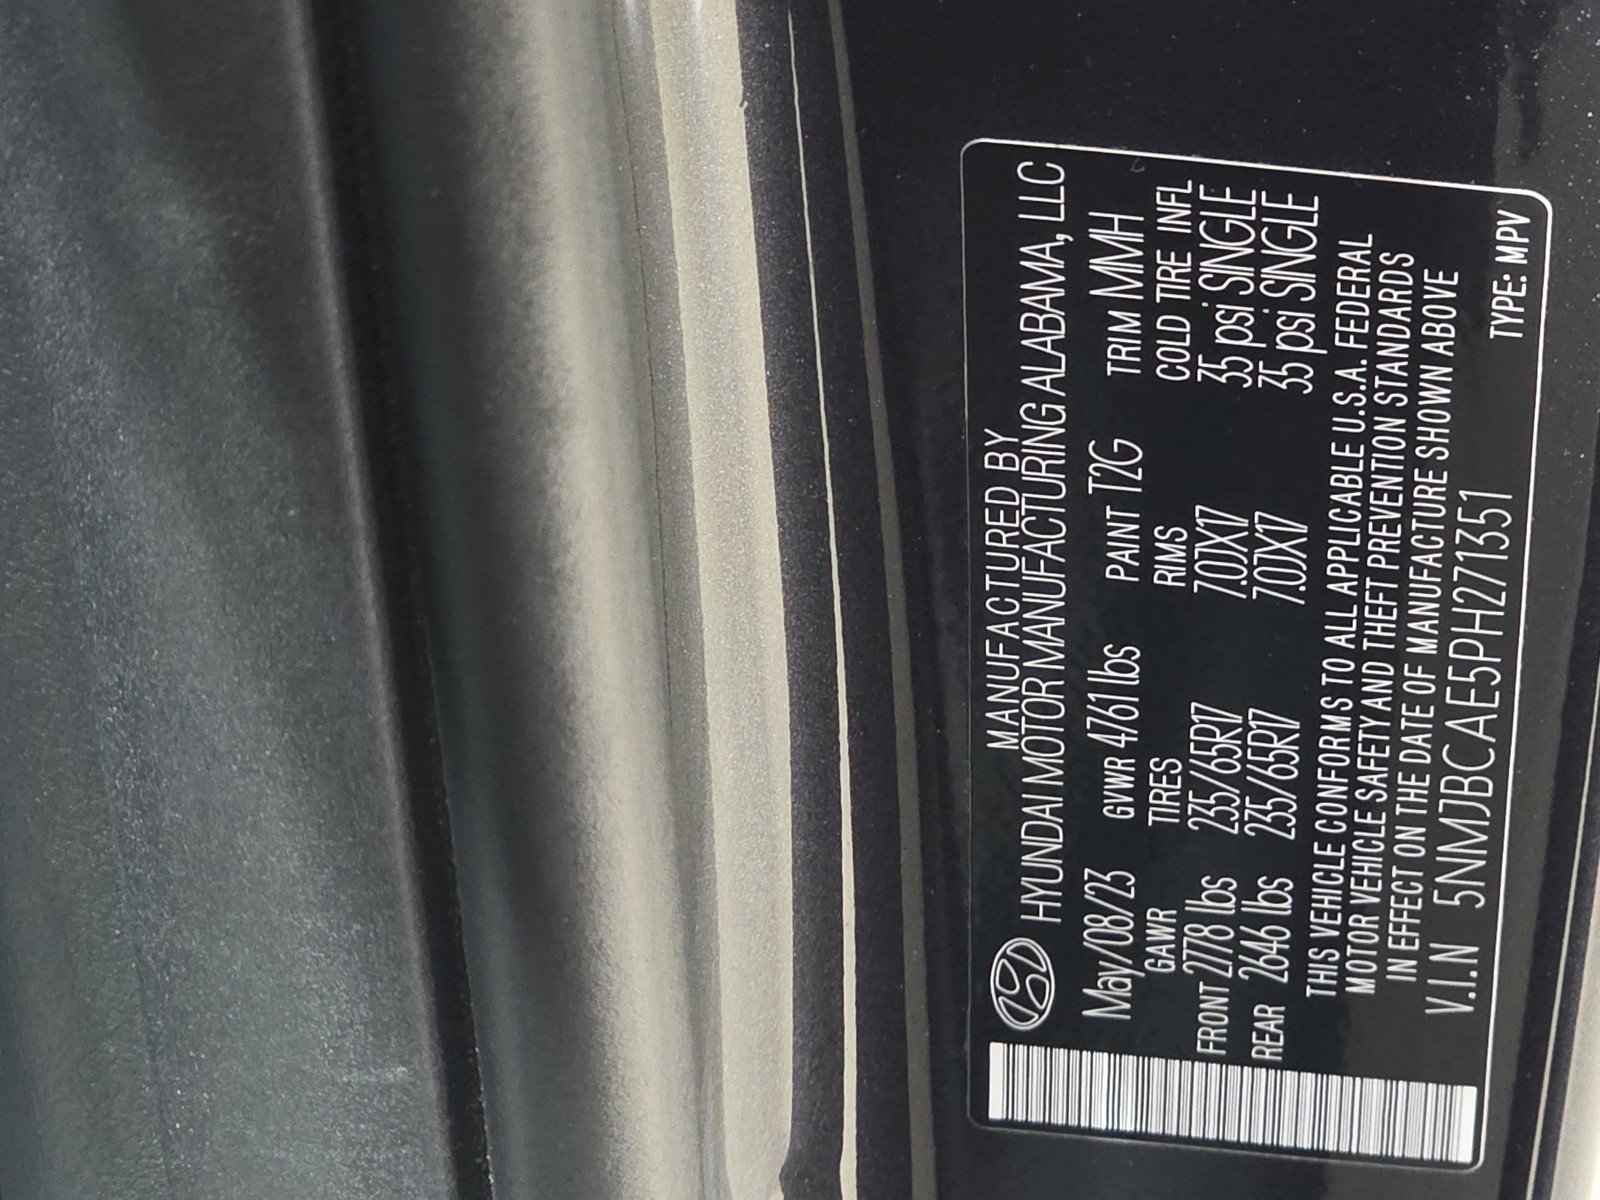 MANUFACTURED BY
HYUNDAI MOTOR MANUFACTURING ALABAMA, LLC
May/08/23 GVWR 4761 lbs PAINT T2G TRIM MMH
GAWR TIRES RIMS COLD TIRE INFL
FRONT 2778 lbs 235/65R17 7.0JX17 35 psi SINGLE
REAR 2646 lbs 235/65R17 7.0JX17 35 psi SINGLE
THIS VEHICLE CONFORMS TO ALL APPLICABLE U.S.A. FEDERAL
MOTOR VEHICLE SAFETY AND THEFT PREVENTION STANDARDS
IN EFFECT ON THE DATE OF MANUFACTURE SHOWN ABOVE
V.I.N 5NMJBCAE5PH271351 TYPE: MPV